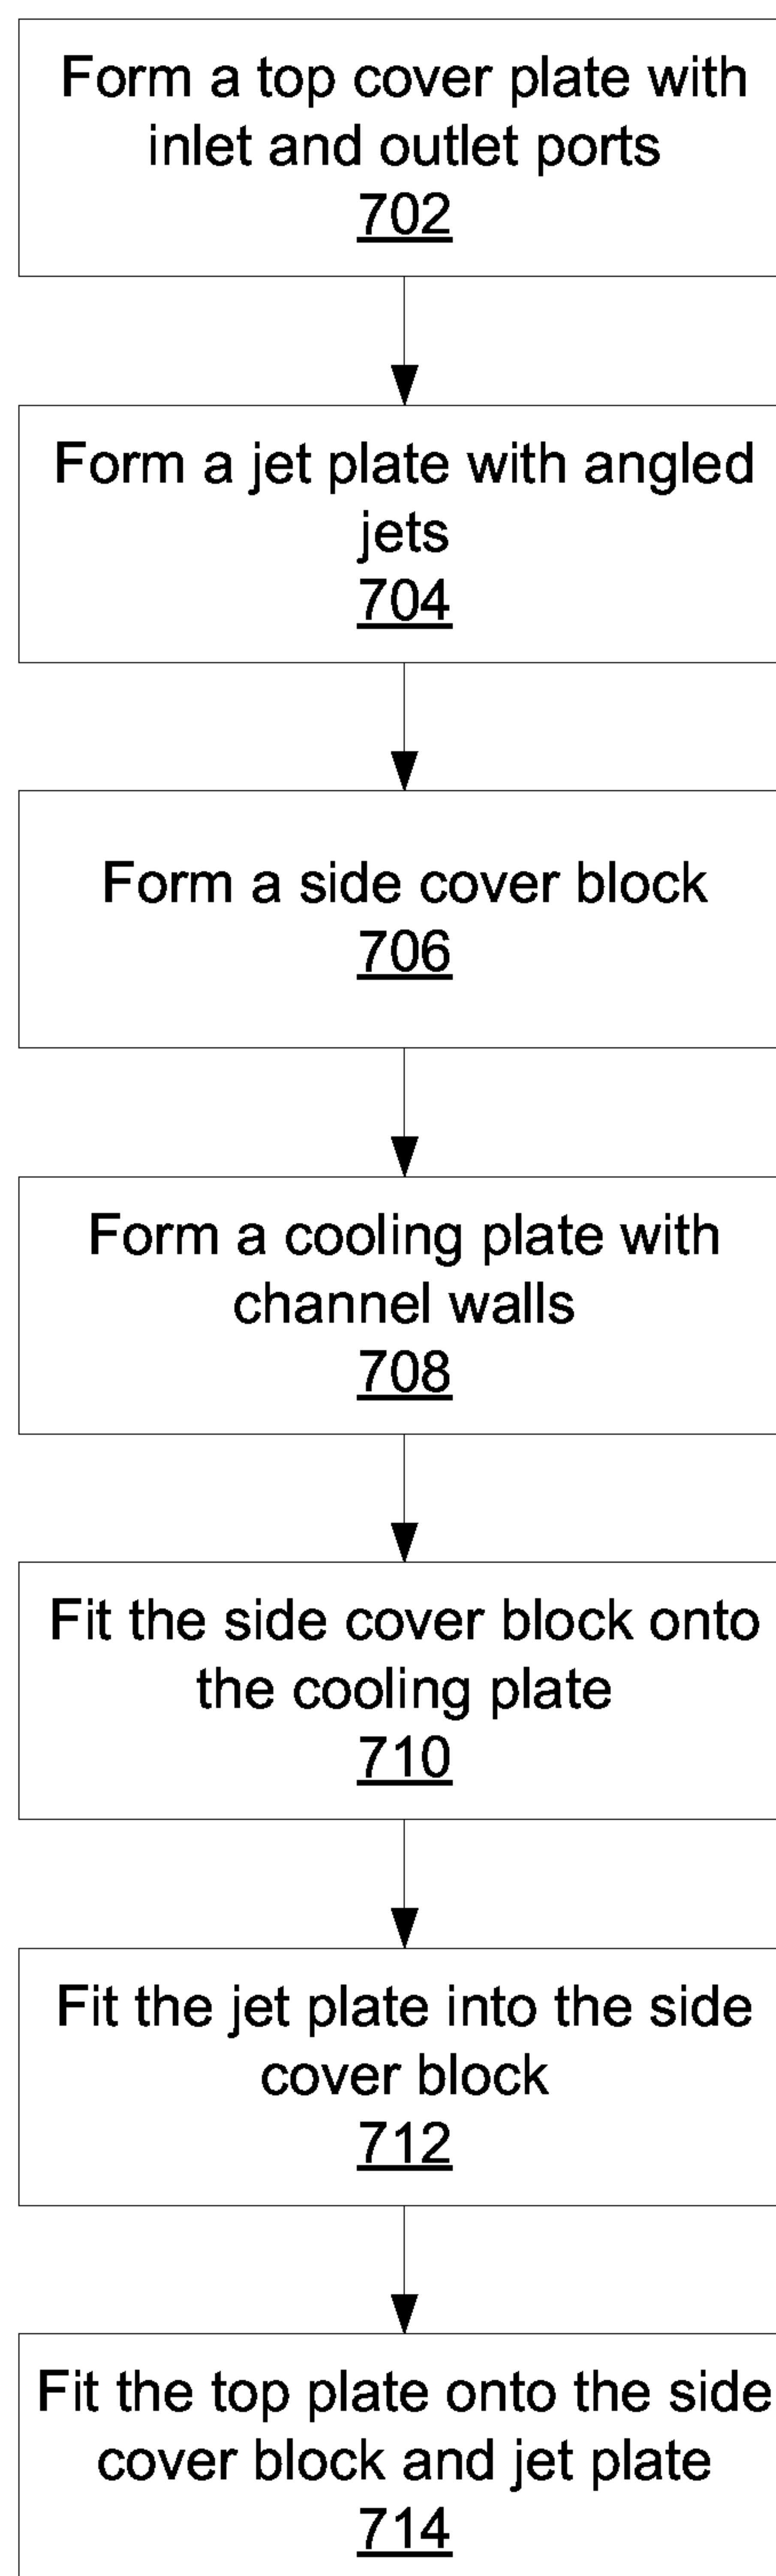 Form a top cover plate with
inlet and outlet ports
702
Form a jet plate with angled
jets
704
Form a side cover block
706
Form a cooling plate with
channel walls
708
Fit the side cover block onto
the cooling plate
710
Fit the jet plate into the side
cover block
712
Fit the top plate onto the side
cover block and jet plate
714